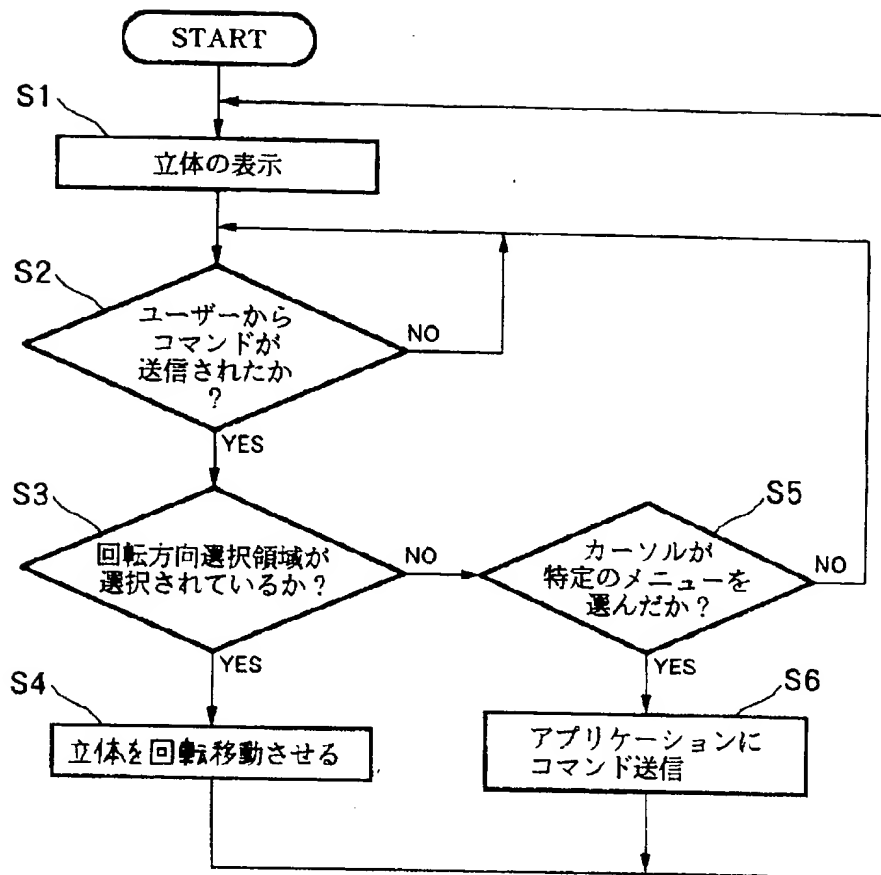 START
S1
立体の表示
S2
ユーザーから
コマンドが
送信されたか
?
NO
YES
S3
回転方向選択領域が
選択されているか?
NO
YES
S5
カーソルが
特定のメニューを
選んだか?
NO
YES
S4
立体を回転移動させる
S6
アプリケーションに
コマンド送信